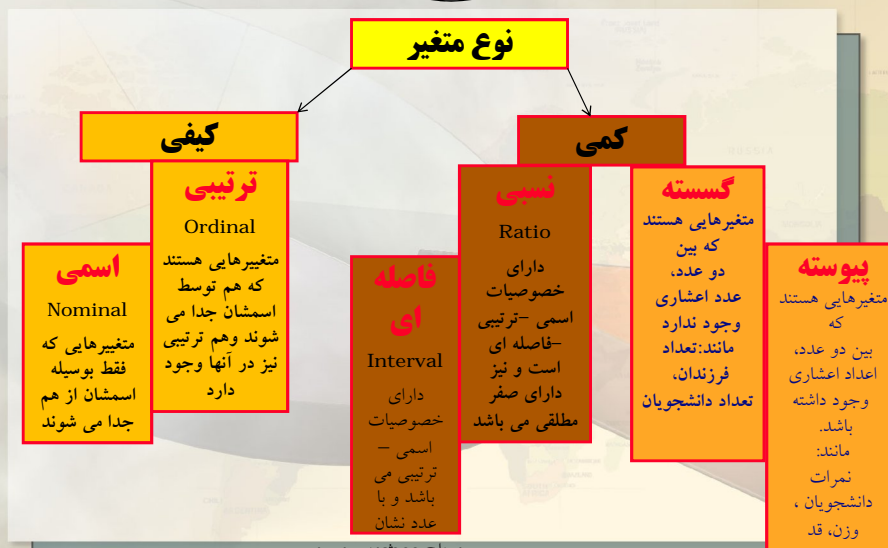 نوع متغیر
کیفی
کمی
اسمی
Nominal
متغییرهایی که
فقط بوسیله
اسمشان از هم
جدا می شوند
ترتیبی
Ordinal
متغییرهایی هستند
که هم توسط
اسمشان جدا می
شوند وهم ترتیبی
نیز در آنها وجود
دارد
فاصله
ای
Interval
دارای
خصوصیات
اسمی –
ترتیبی می
باشد و با
عدد نشان
نسبی
Ratio
دارای
خصوصیات
اسمی –ترتیبی
–فاصله ای
است و نیز
دارای صفر
مطلقی می باشد
گسسته
متغیرهایی هستند
که بین
دو عدد،
عدد اعشاری
وجود ندارد
مانند:تعداد
فرزندان،
تعداد دانشجویان
پیوسته
متغیرهایی هستند
که
بین دو عدد،
اعداد اعشاری
وجود داشته
باشد.
مانند:
نمرات
دانشجویان ،
وزن، قد